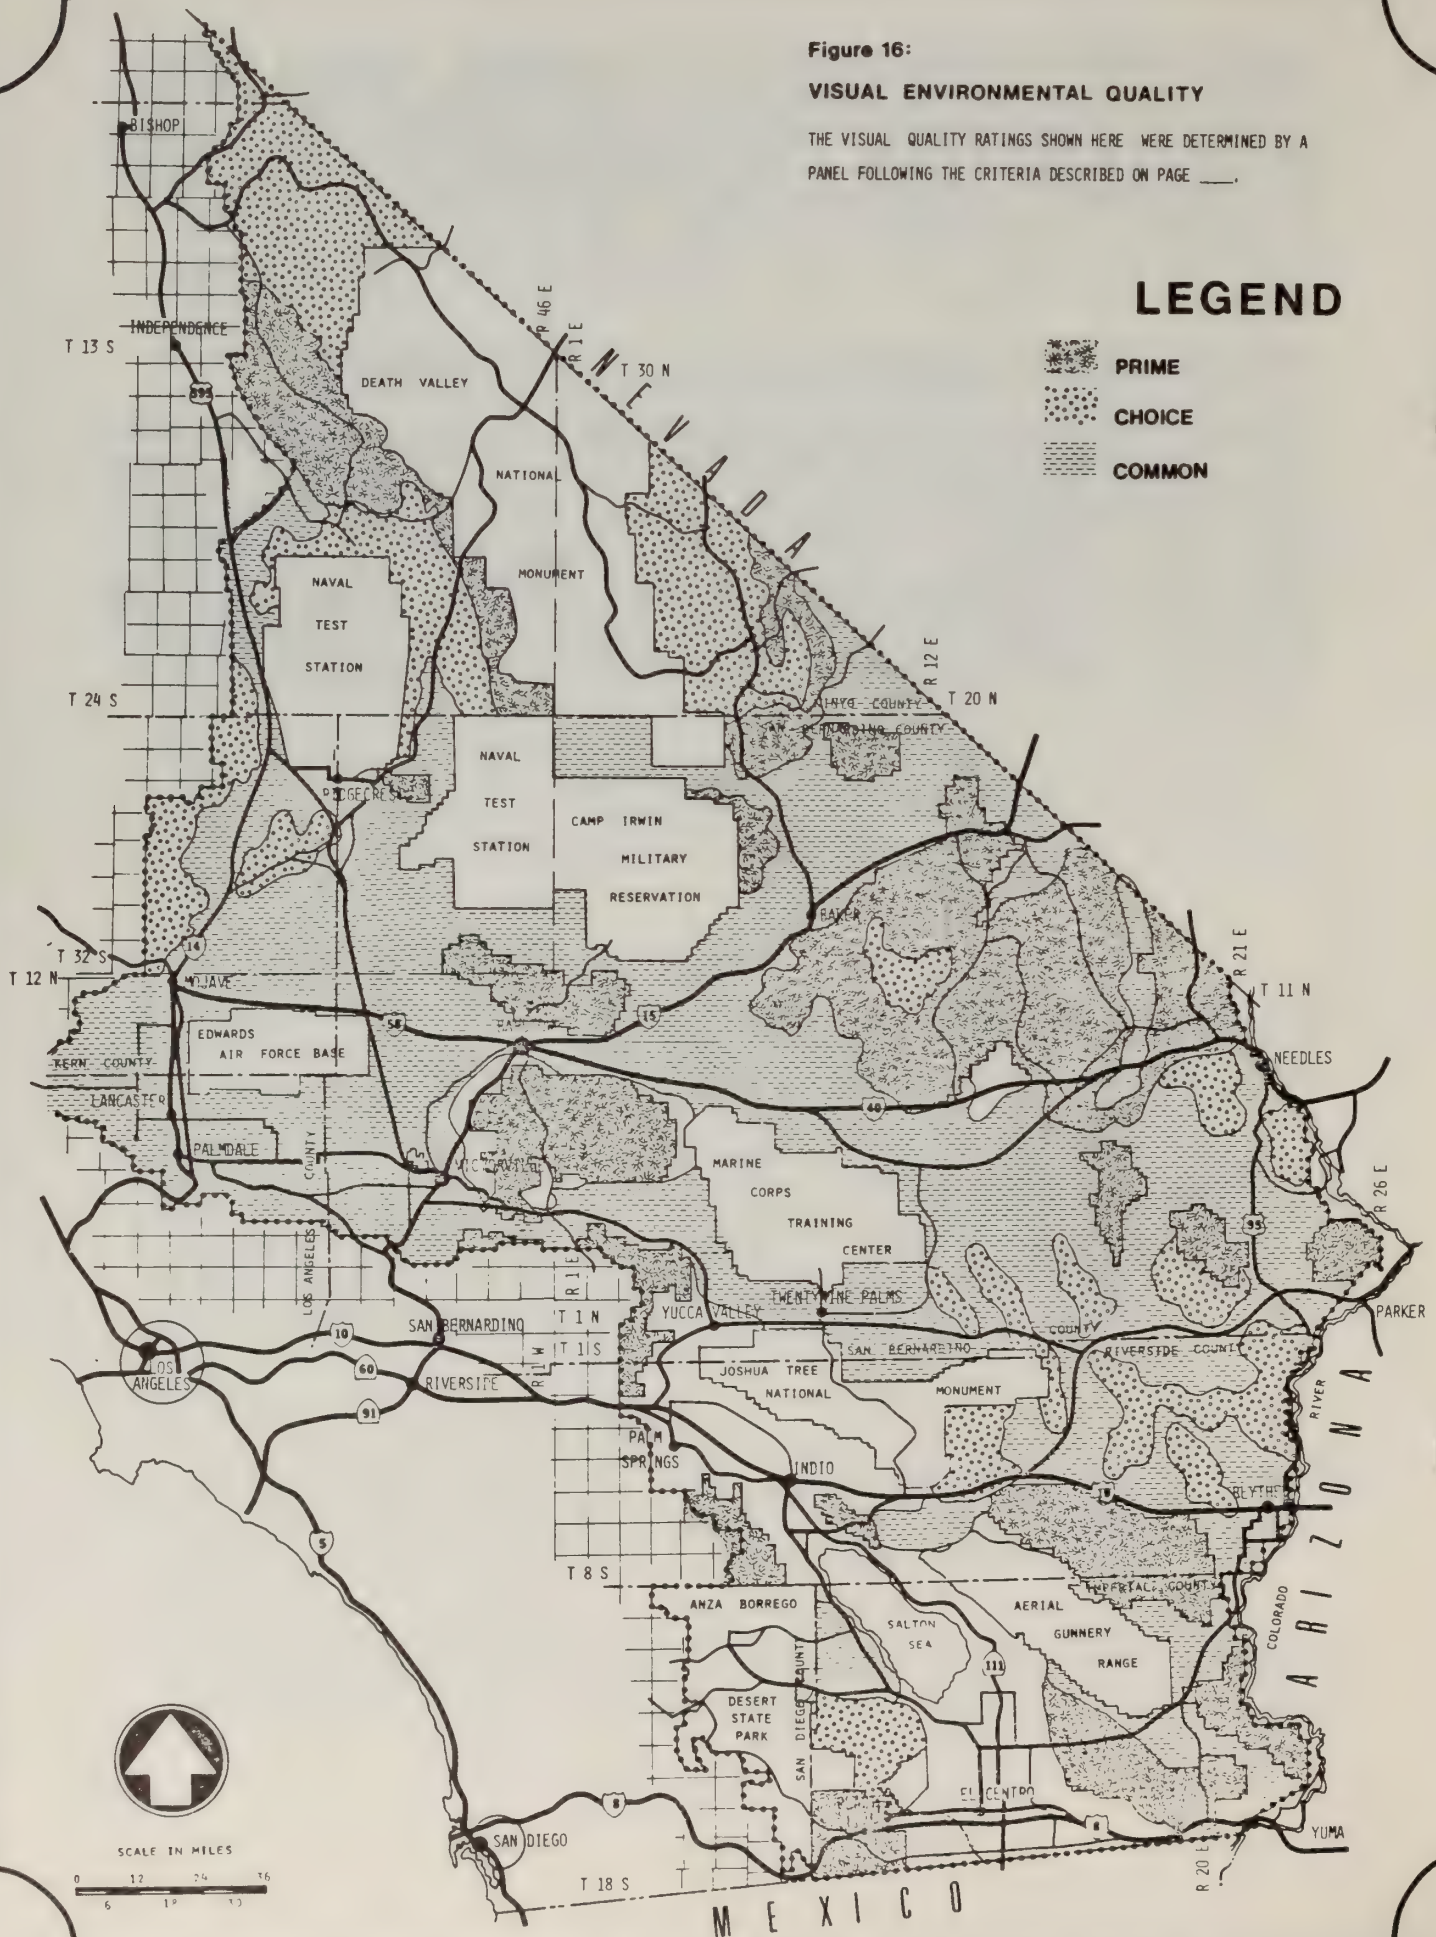 Figure 16:
VISUAL ENVIRONMENTAL QUALITY
THE VISUAL QUALITY RATINGS SHOWN HERE WERE DETERMINED BY A
PANEL FOLLOWING THE CRITERIA DESCRIBED ON PAGE ____.
LEGEND
PRIME
CHOICE
COMMON
BISHOP
R 46 E
R 1 E
INDEPENDENCE
T 13 S
T 30 N
NEVADA
395
DEATH VALLEY
NATIONAL
MONUMENT
NAVAL
TEST
STATION
R 12 E
T 24 S
T 20 N
INYO COUNTY
SAN BERNARDINO COUNTY
NAVAL
TEST
STATION
RIDGECREST
CAMP IRWIN
MILITARY
RESERVATION
BAKER
14
T 32 S
T 12 N
MOJAVE
R 21 E
T 11 N
58
15
EDWARDS
AIR FORCE BASE
KERN COUNTY
NEEDLES
LANCASTER
40
PALMDALE
COUNTY
LOS ANGELES
VICTORVILLE
MARINE
CORPS
TRAINING
CENTER
R 26 E
95
R 1 E
TWENTYNINE PALMS
T 1 N
YUCCA VALLEY
PARKER
SAN BERNARDINO
10
COUNTY
T 1 S
SAN BERNARDINO
RIVERSIDE COUNTY
LOS
ANGELES
60
R 1 W
RIVERSIDE
JOSHUA TREE
NATIONAL
MONUMENT
91
RIVER
PALM
SPRINGS
INDIO
BLYTHE
5
ARIZONA
T 8 S
IMPERIAL COUNTY
ANZA BORREGO
AERIAL
GUNNERY
RANGE
COLORADO
SALTON
SEA
111
DESERT
STATE
PARK
SAN DIEGO COUNTY
EL CENTRO
8
8
SAN DIEGO
YUMA
R 20 E
T 18 S
MEXICO
SCALE IN MILES
0 12 24 36
6